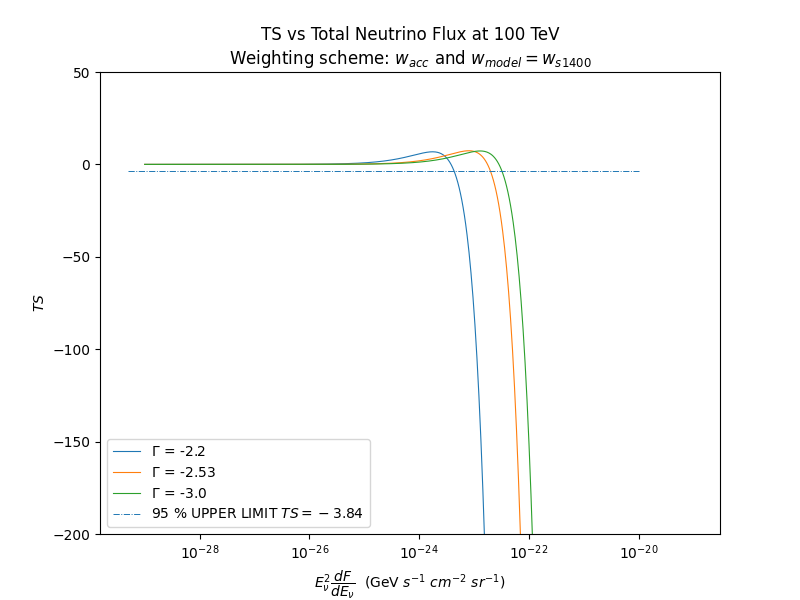 TS vs Total Neutrino Flux at 100 TeV
Weighting scheme: $w_{acc}$ and $w_{model} = w_{s1400}$
50
0
−50
−100
−150
−200
TS
Γ = -2.2
Γ = -2.53
Γ = -3.0
95 % UPPER LIMIT $TS = -3.84$
$10^{-28}$ $10^{-26}$ $10^{-24}$ $10^{-22}$ $10^{-20}$
$E_{\nu}^{2}\frac{dF}{dE_{\nu}}$ (GeV $s^{-1}$ $cm^{-2}$ $sr^{-1}$)